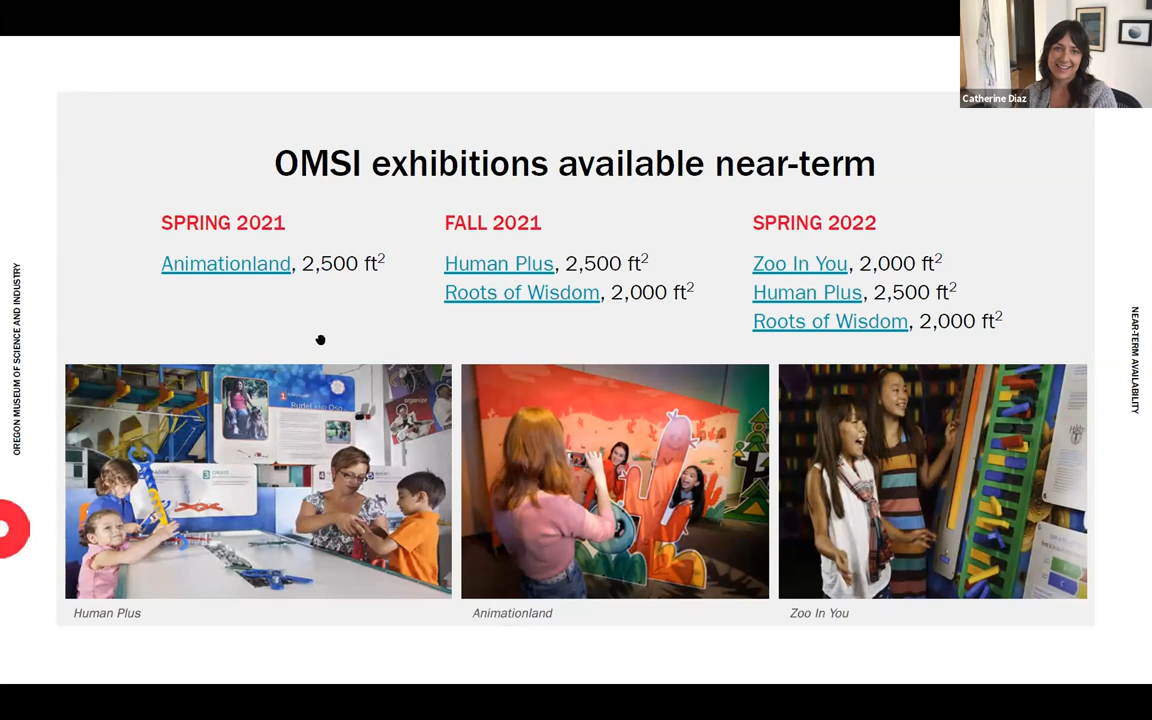 Catherine Diaz
OMSI exhibitions available near-term
SPRING 2021
Animationland, 2,500 ft²
FALL 2021
Human Plus, 2,500 ft²
Roots of Wisdom, 2,000 ft²
SPRING 2022
Zoo In You, 2,000 ft²
Human Plus, 2,500 ft²
Roots of Wisdom, 2,000 ft²
OREGON MUSEUM OF SCIENCE AND INDUSTRY
NEAR-TERM AVAILABILITY
organize
Human Plus
Animationland
Zoo In You